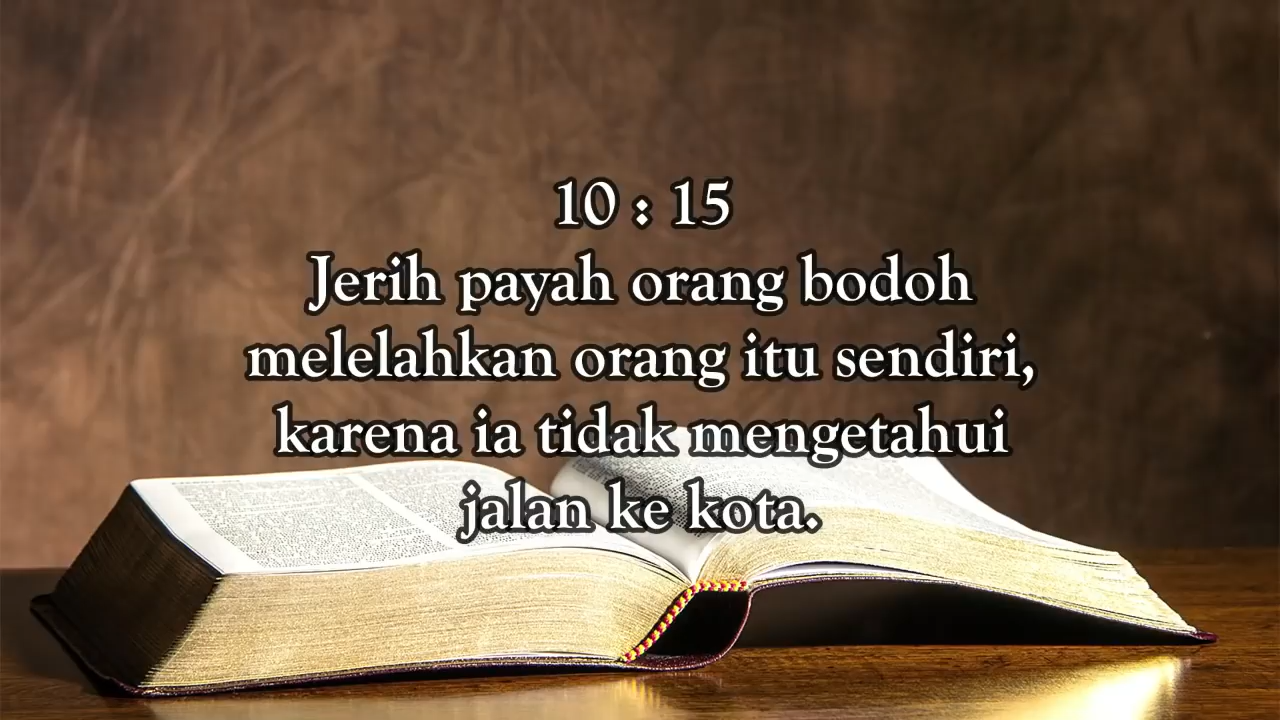 10 : 15
Jerih payah orang bodoh
melelahkan orang itu sendiri,
karena ia tidak mengetahui
jalan ke kota.